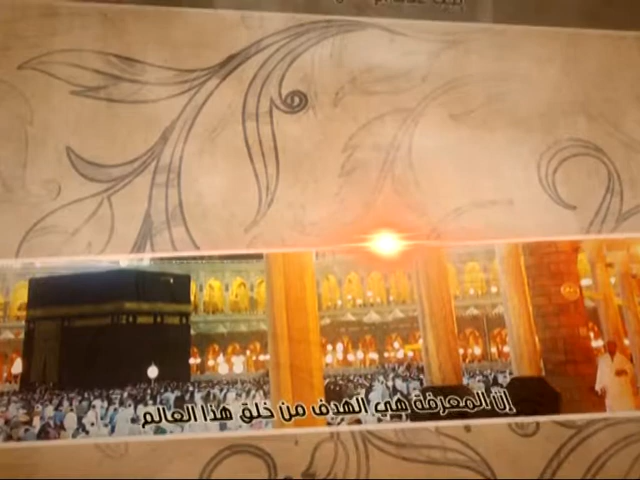 إن المعرفة هي الهدف من خلق هذا العالم